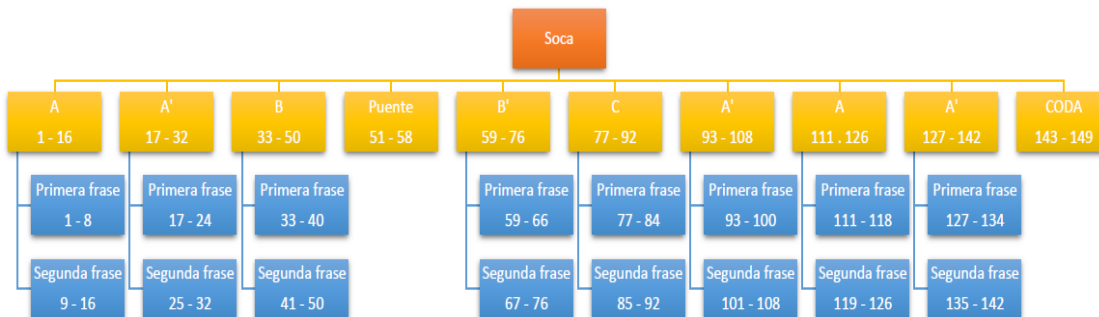 Soca
A
1 - 16
A'
17 - 32
B
33 - 50
Puente
51 - 58
B'
59 - 76
C
77 - 92
A'
93 - 108
A
111 . 126
A'
127 - 142
CODA
143 - 149
Primera frase
1 - 8
Primera frase
17 - 24
Primera frase
33 - 40
Primera frase
59 - 66
Primera frase
77 - 84
Primera frase
93 - 100
Primera frase
111 - 118
Primera frase
127 - 134
Segunda frase
9 - 16
Segunda frase
25 - 32
Segunda frase
41 - 50
Segunda frase
67 - 76
Segunda frase
85 - 92
Segunda frase
101 - 108
Segunda frase
119 - 126
Segunda frase
135 - 142